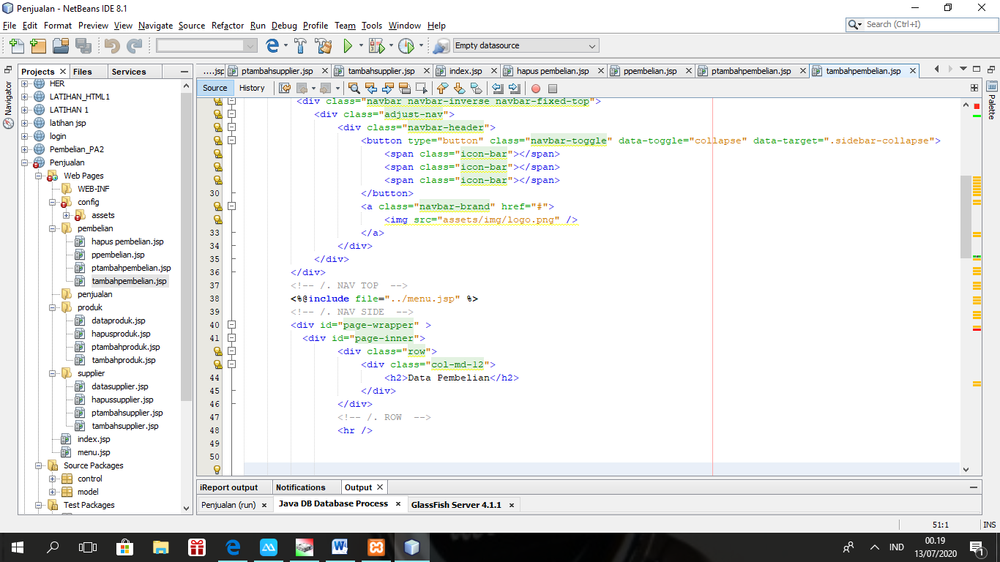 Penjualan - NetBeans IDE 8.1
File Edit Format Preview View Navigate Source Refactor Run Debug Profile Team Tools Window Help
Search (Ctrl+I)
Empty datasource
Navigator
Projects Files Services
HER
LATIHAN_HTML1
LATIHAN 1
latihan jsp
login
Pembelian_PA2
Penjualan
Web Pages
WEB-INF
config
assets
pembelian
hapus pembelian.jsp
ppembelian.jsp
ptambahpembelian.jsp
tambahpembelian.jsp
penjualan
produk
dataproduk.jsp
hapusproduk.jsp
ptambahproduk.jsp
tambahproduk.jsp
supplier
datasupplier.jsp
hapussupplier.jsp
ptambahsupplier.jsp
tambahsupplier.jsp
index.jsp
menu.jsp
Source Packages
control
model
Test Packages
....jsp ptambahsupplier.jsp tambahsupplier.jsp index.jsp hapus pembelian.jsp ppembelian.jsp ptambahpembelian.jsp tambahpembelian.jsp
Source History
<div class="navbar navbar-inverse navbar-fixed-top">
<div class="adjust-nav">
<div class="navbar-header">
<button type="button" class="navbar-toggle" data-toggle="collapse" data-target=".sidebar-collapse">
<span class="icon-bar"></span>
<span class="icon-bar"></span>
<span class="icon-bar"></span>
30 </button>
<a class="navbar-brand" href="#">
<img src="assets/img/logo.png" />
33 </a>
34 </div>
35 </div>
36 </div>
37 <!-- /. NAV TOP  -->
38 <%@include file="../menu.jsp" %>
39 <!-- /. NAV SIDE  -->
40 <div id="page-wrapper" >
41 <div id="page-inner">
<div class="row">
<div class="col-md-12">
44 <h2>Data Pembelian</h2>
45 </div>
46 </div>
47 <!-- /. ROW  -->
48 <hr />
49
50
Palette
iReport output Notifications Output
Penjualan (run) Java DB Database Process GlassFish Server 4.1.1
51:1 INS
IND
00.19
13/07/2020
1